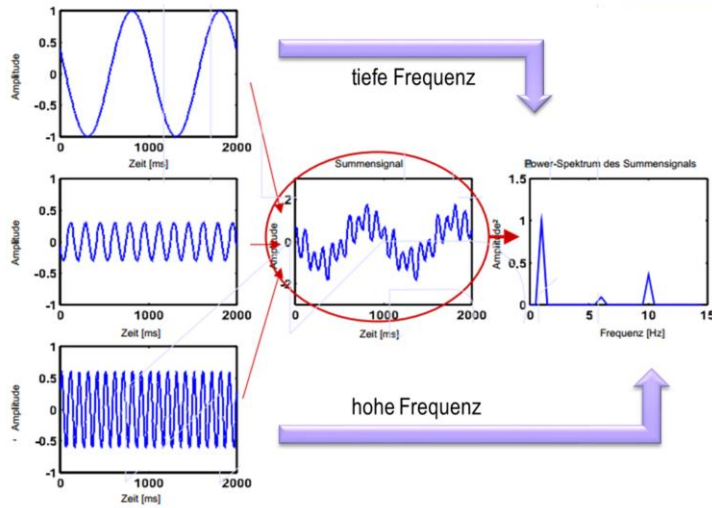 1
0.5
0
-0.5
-1
Amplitude
0 1000 2000
Zeit [ms]
tiefe Frequenz
1
0.5
0
-0.5
-1
Amplitude
0 1000 2000
Zeit [ms]
Summensignal
2
0
-2
Amplitude
0 1000 2000
Zeit [ms]
Power-Spektrum des Summensignals
1.5
1
0.5
0
Amplitude²
0 5 10 15
Frequenz [Hz]
1
0.5
0
-0.5
-1
Amplitude
0 1000 2000
Zeit [ms]
hohe Frequenz